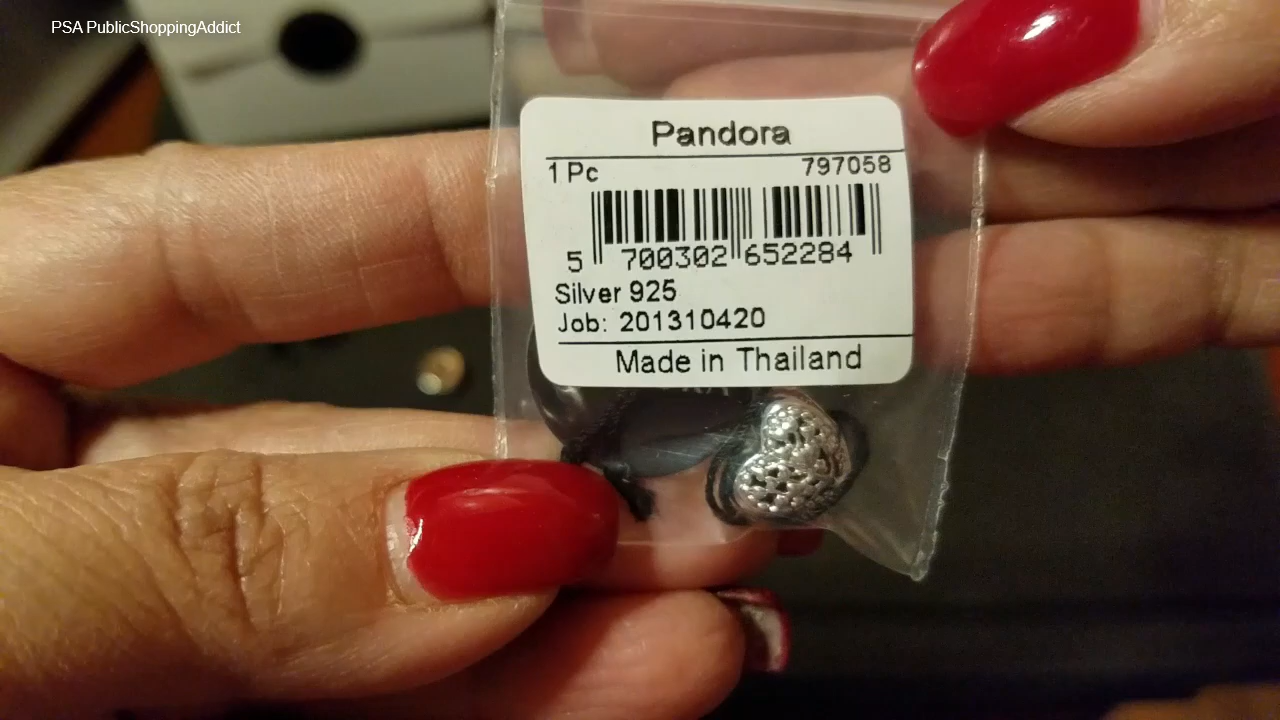 PSA PublicShoppingAddict
Pandora
1 Pc 797058
5 700302 652284
Silver 925
Job: 201310420
Made in Thailand